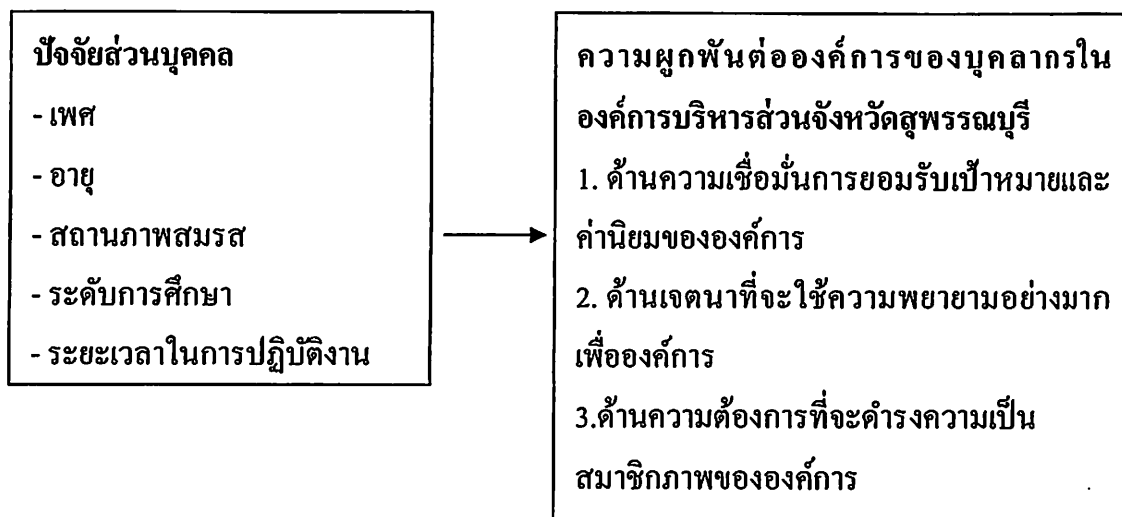 ปัจจัยส่วนบุคคล
- เพศ
- อายุ
- สถานภาพสมรส
- ระดับการศึกษา
- ระยะเวลาในการปฏิบัติงาน
ความผูกพันต่อองค์การของบุคลากรใน
องค์การบริหารส่วนจังหวัดสุพรรณบุรี
1. ด้านความเชื่อมั่นการยอมรับเป้าหมายและ
ค่านิยมขององค์การ
2. ด้านเจตนาที่จะใช้ความพยายามอย่างมาก
เพื่อองค์การ
3.ด้านความต้องการที่จะดำรงความเป็น
สมาชิกภาพขององค์การ